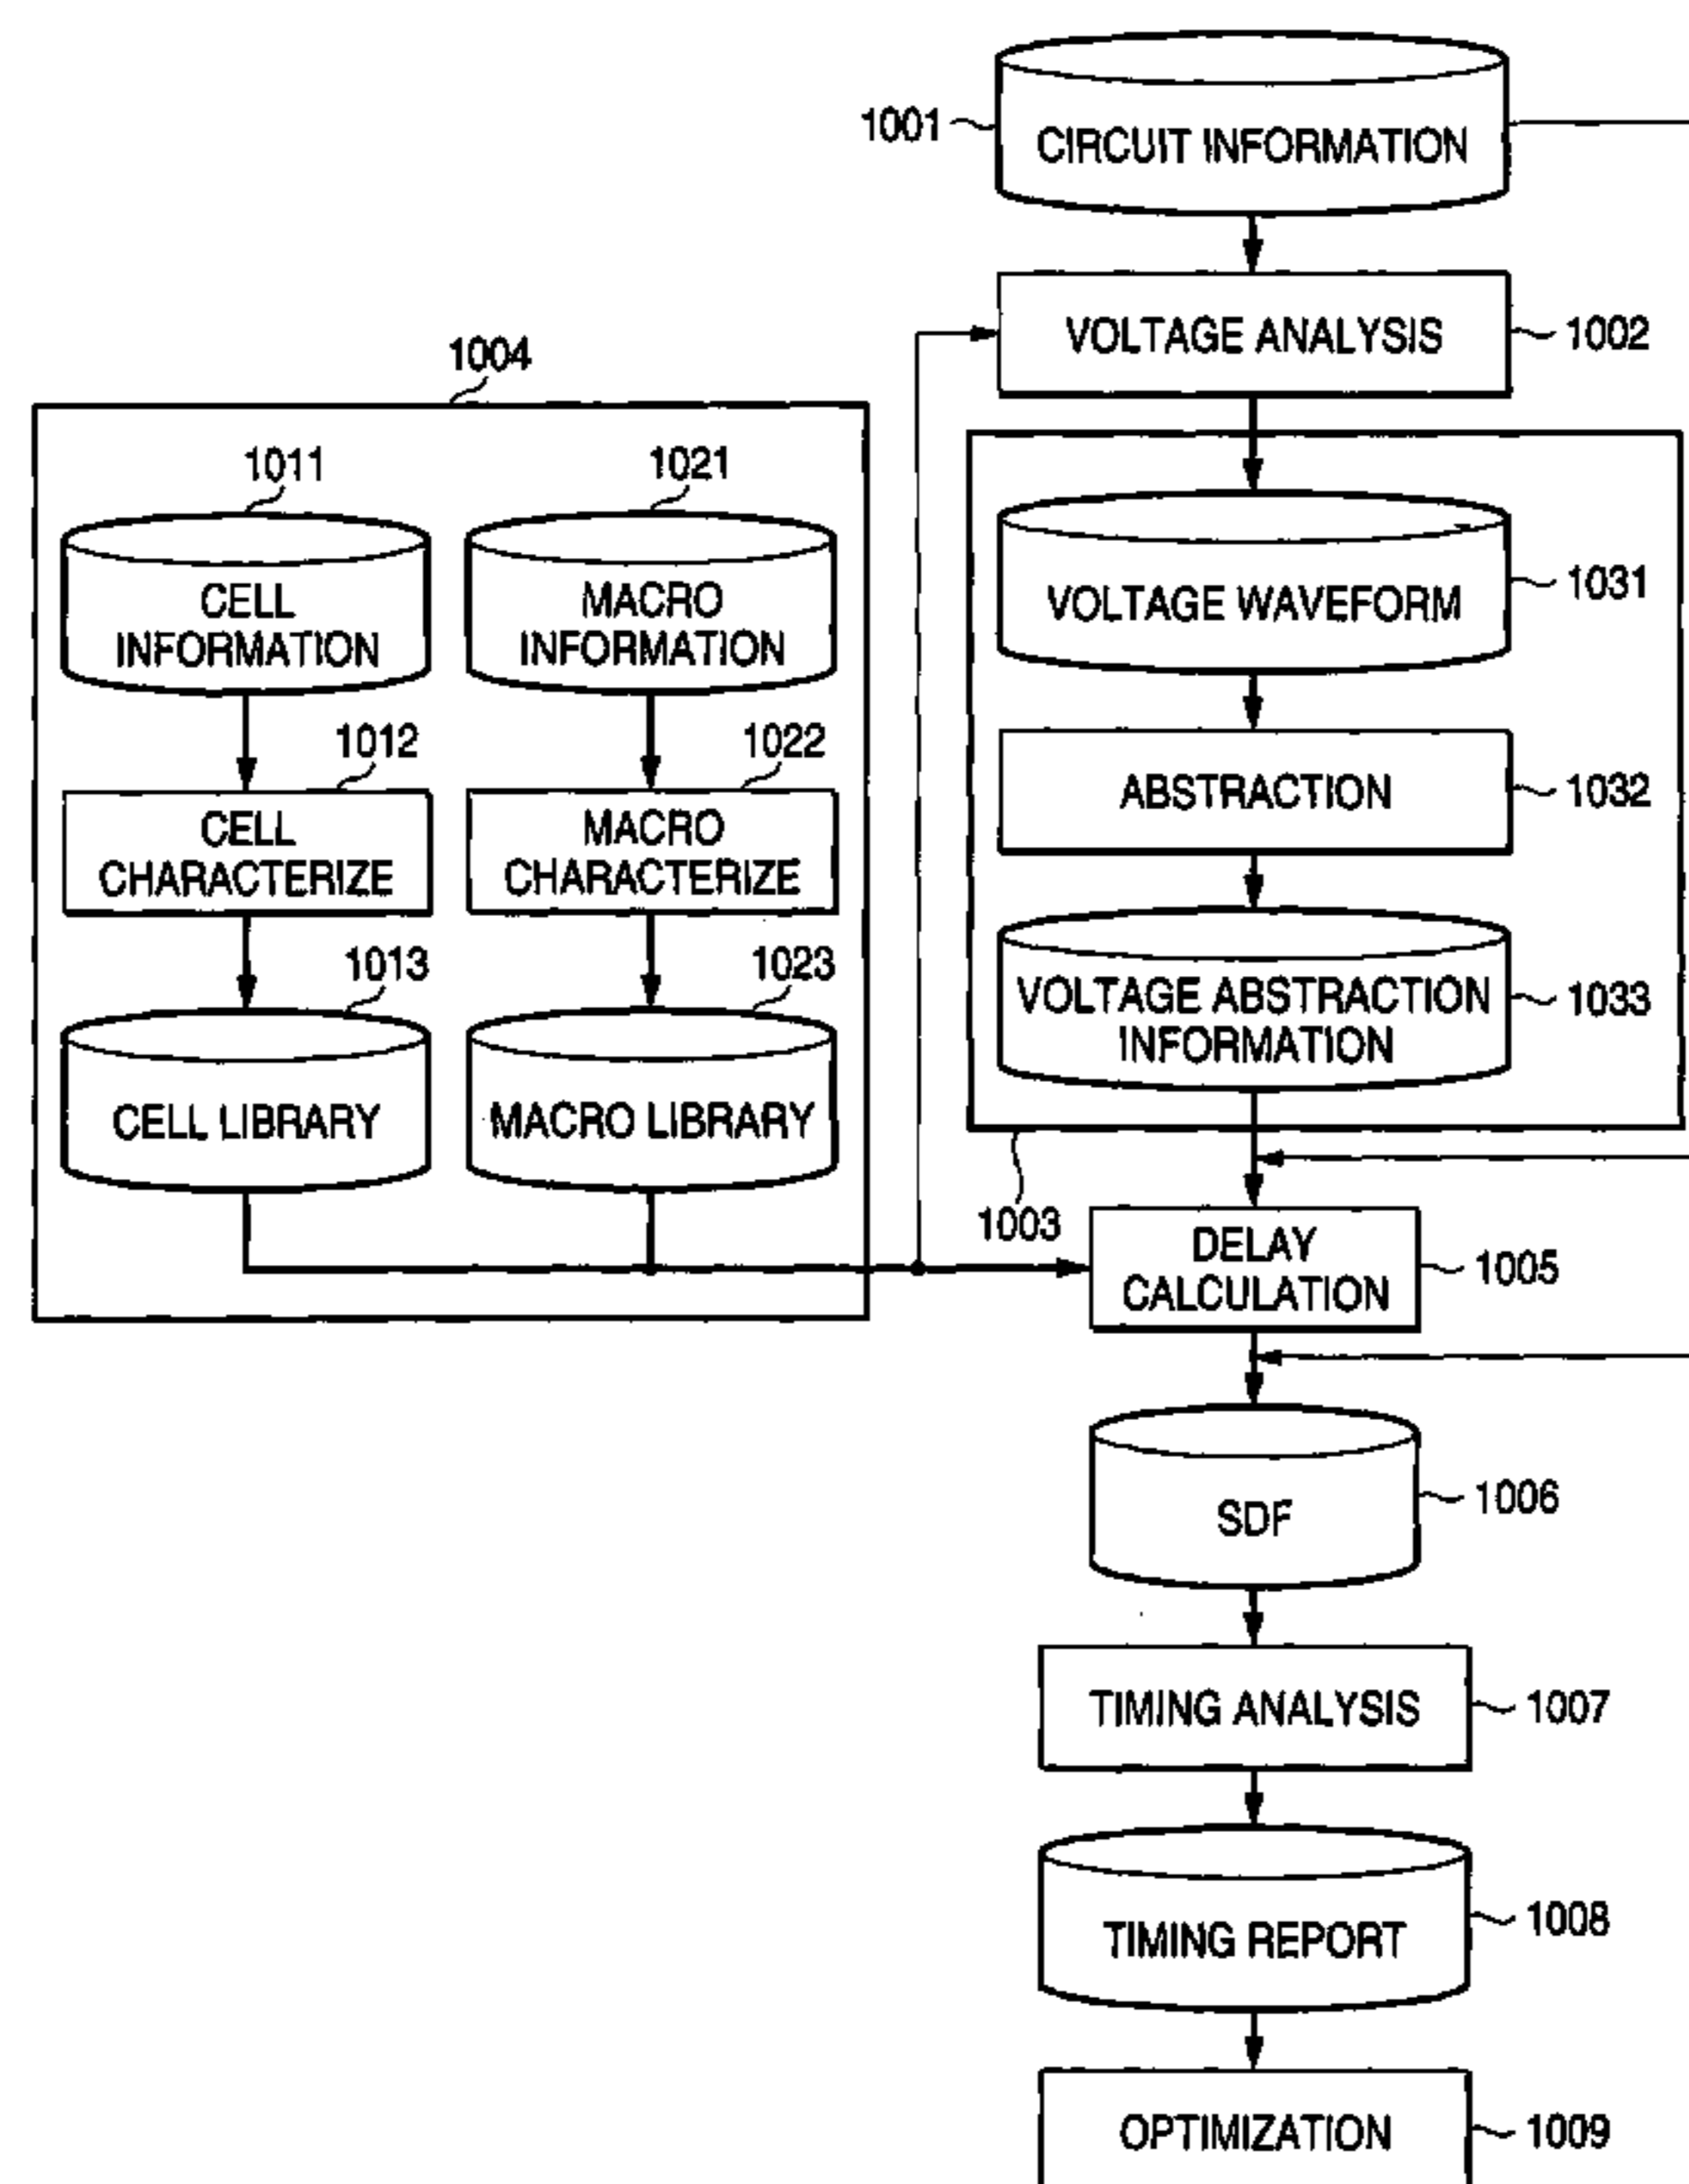 1001
CIRCUIT INFORMATION
VOLTAGE ANALYSIS
1002
1004
1011
1021
CELL
INFORMATION
MACRO
INFORMATION
VOLTAGE WAVEFORM
1031
1012
1022
CELL
CHARACTERIZE
MACRO
CHARACTERIZE
ABSTRACTION
1032
1013
1023
CELL LIBRARY
MACRO LIBRARY
VOLTAGE ABSTRACTION
INFORMATION
1033
1003
DELAY
CALCULATION
1005
SDF
1006
TIMING ANALYSIS
1007
TIMING REPORT
1008
OPTIMIZATION
1009